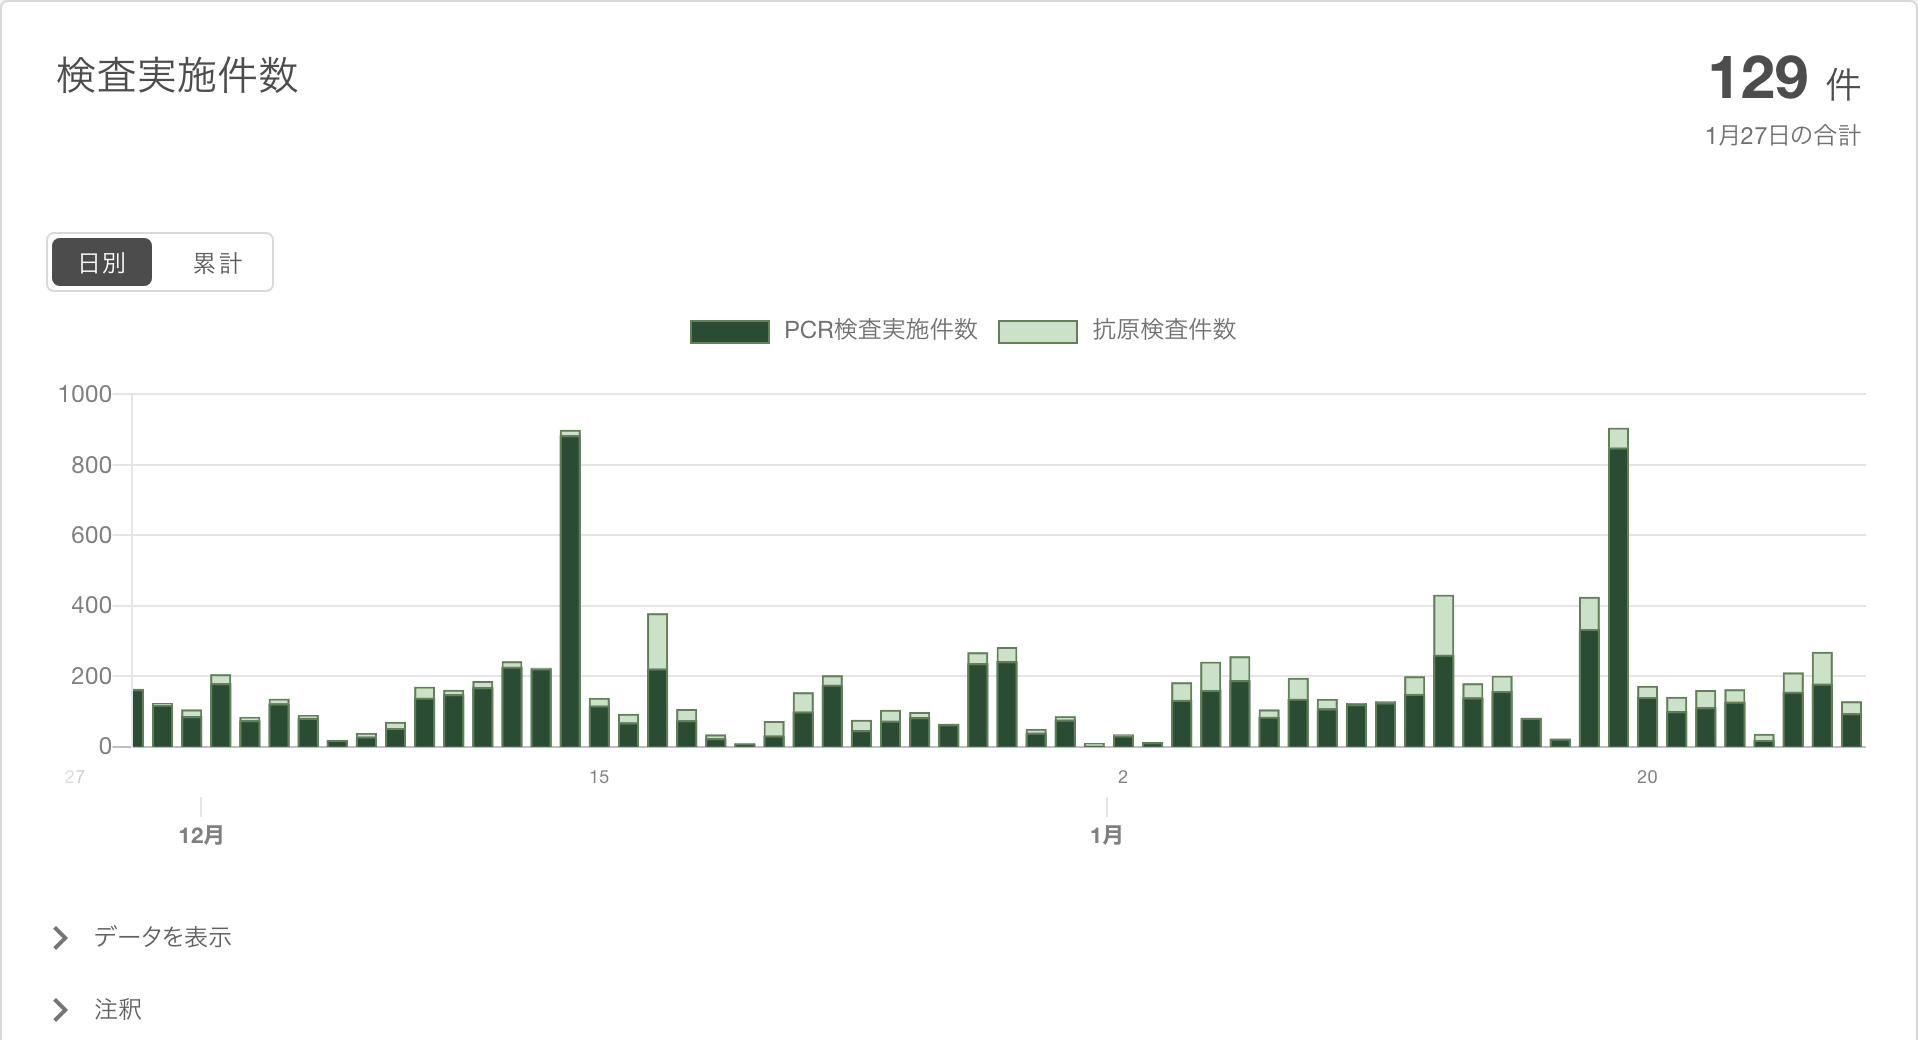 検査実施件数
129 件
1月27日の合計
日別 累計
PCR検査実施件数 抗原検査件数
1000
800
600
400
200
0
27 15 2 20
12月 1月
データを表示
注釈